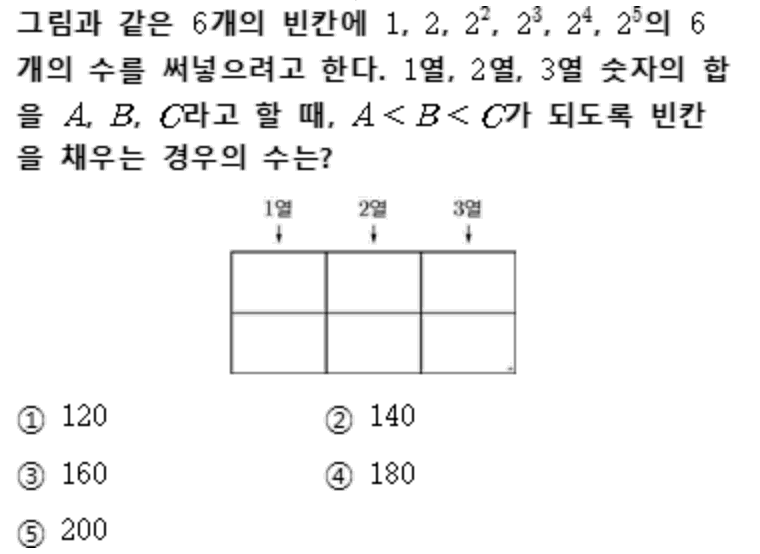 그림과 같은 6개의 빈칸에 1, 2, 2², 2³, 2⁴, 2⁵의 6
개의 수를 써넣으려고 한다. 1열, 2열, 3열 숫자의 합
을 A, B, C라고 할 때, A < B < C가 되도록 빈칸
을 채우는 경우의 수는?
1열 2열 3열
① 120 ② 140
③ 160 ④ 180
⑤ 200